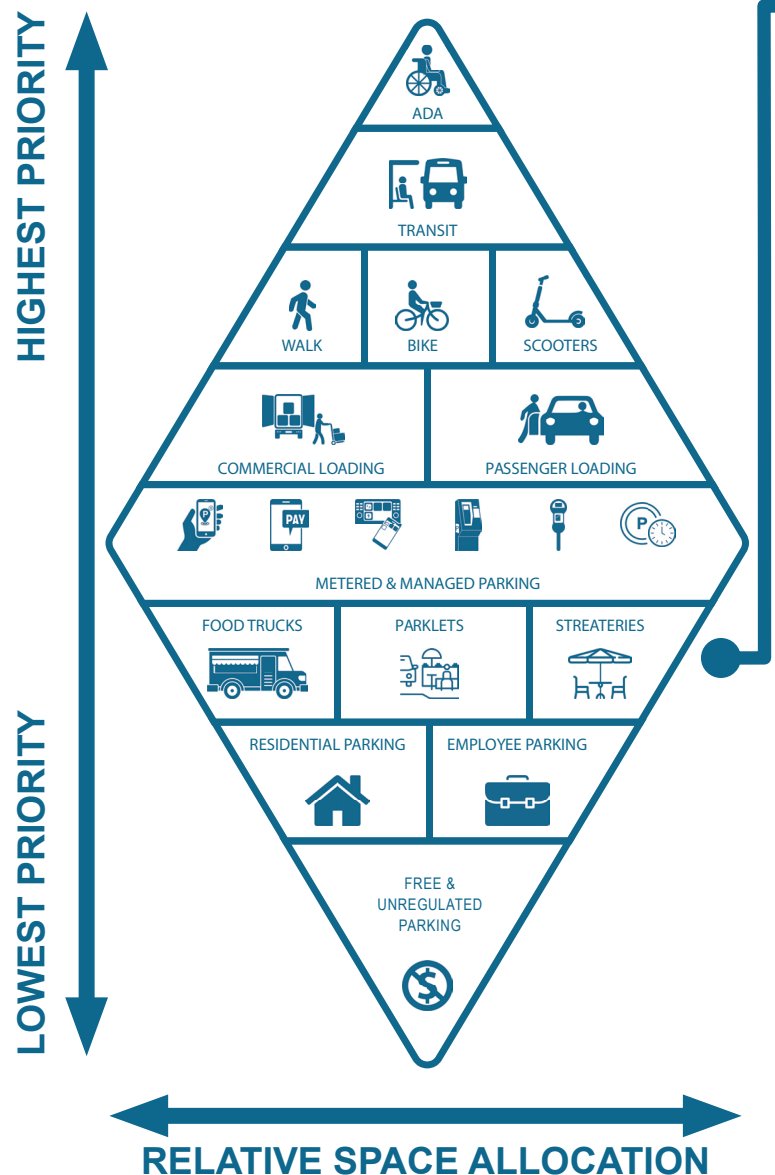 HIGHEST PRIORITY
LOWEST PRIORITY
ADA
TRANSIT
WALK
BIKE
SCOOTERS
COMMERCIAL LOADING
PASSENGER LOADING
P
PAY
P
METERED & MANAGED PARKING
FOOD TRUCKS
PARKLETS
STREATERIES
RESIDENTIAL PARKING
EMPLOYEE PARKING
FREE &
UNREGULATED
PARKING
$
RELATIVE SPACE ALLOCATION